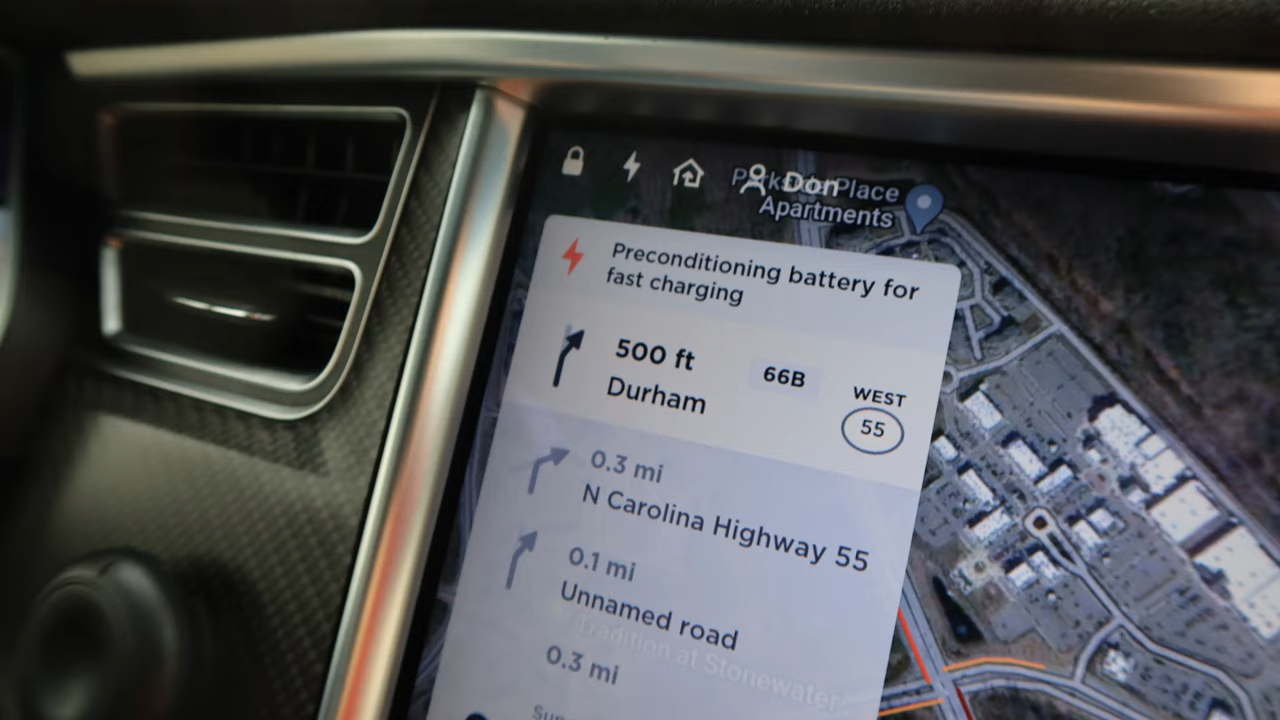 Don
Place
Apartments
Preconditioning battery for
fast charging
500 ft
66B
Durham
WEST
55
0.3 mi
N Carolina Highway 55
0.1 mi
Unnamed road
Tradition at Stonewater
0.3 mi